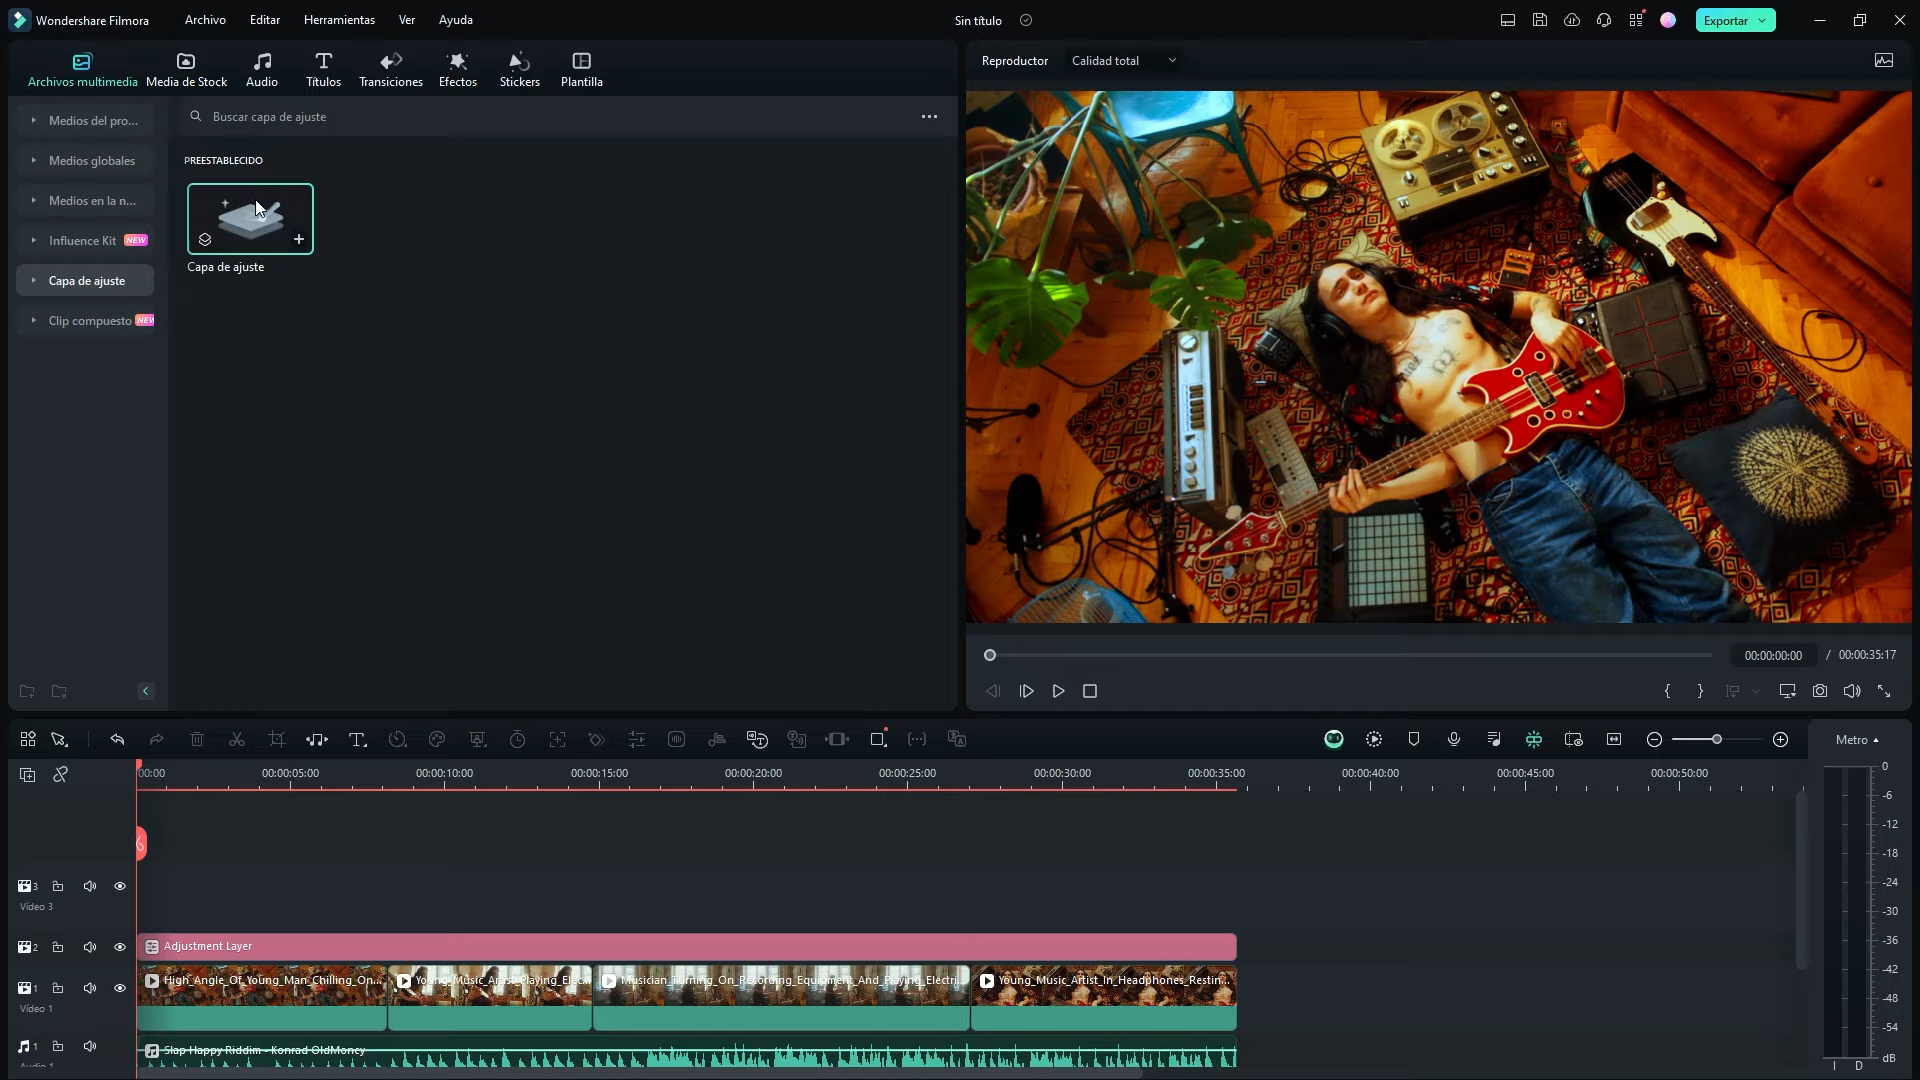 Wondershare Filmora
Archivo
Editar
Herramientas
Ver
Ayuda
Sin título
Exportar
Archivos multimedia
Media de Stock
Audio
Títulos
Transiciones
Efectos
Stickers
Plantilla
Reproductor
Calidad total
Medios del pro...
Medios globales
Medios en la n...
Influence Kit NEW
Capa de ajuste
Clip compuesto NEW
Buscar capa de ajuste
PREESTABLECIDO
Capa de ajuste
00:00:00:00 / 00:00:35:17
Metro
00:00
00:00:05:00
00:00:10:00
00:00:15:00
00:00:20:00
00:00:25:00
00:00:30:00
00:00:35:00
00:00:40:00
00:00:45:00
00:00:50:00
3
Vídeo 3
2
Adjustment Layer
1
Vídeo 1
High_Angle_Of_Young_Man_Chilling_On...
Young_Music_Artist_Playing_Elec...
Musician_Turning_On_Recording_Equipment_And_Playing_Electri...
Young_Music_Artist_In_Headphones_Restin...
1
Audio 1
Slap Happy Riddim - Konrad OldMoney
0
-6
-12
-18
-24
-30
-36
-42
-48
-54
dB
I D